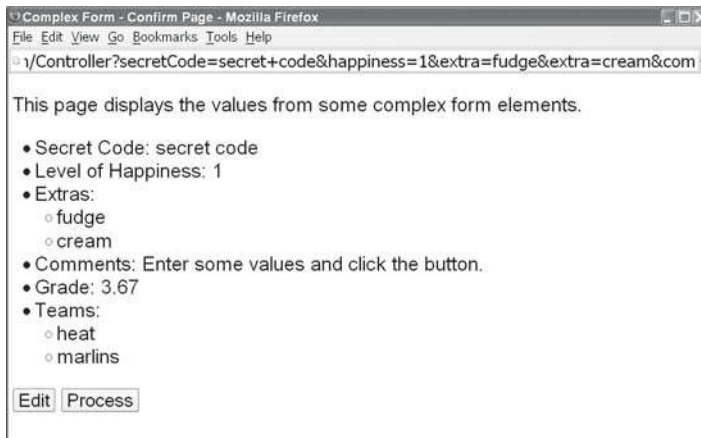 Complex Form - Confirm Page - Mozilla Firefox
File Edit View Go Bookmarks Tools Help
ı/Controller?secretCode=secret+code&happiness=1&extra=fudge&extra=cream&com
This page displays the values from some complex form elements.
Secret Code: secret code
Level of Happiness: 1
Extras:
fudge
cream
Comments: Enter some values and click the button.
Grade: 3.67
Teams:
heat
marlins
Edit Process